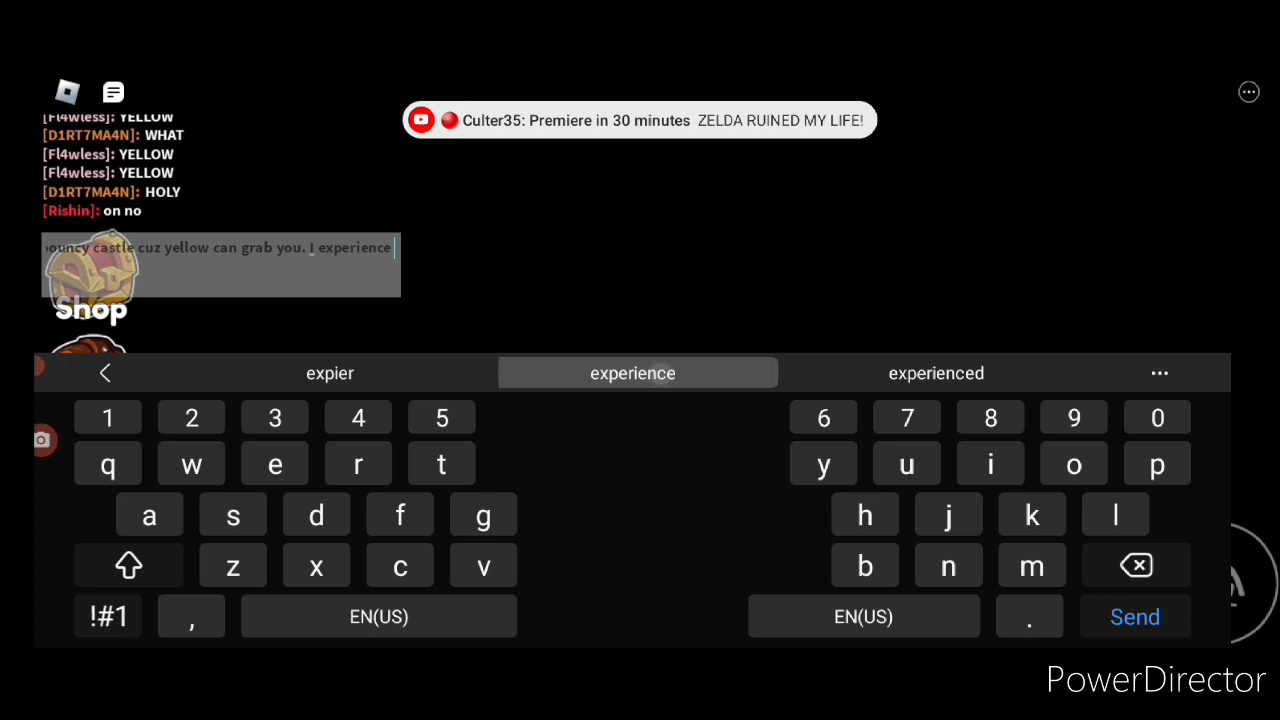 [Fl4wless]: YELLOW
[D1RT7MA4N]: WHAT
[Fl4wless]: YELLOW
[Fl4wless]: YELLOW
[D1RT7MA4N]: HOLY
[Rishin]: on no
Culter35: Premiere in 30 minutes ZELDA RUINED MY LIFE!
ouncy castle cuz yellow can grab you. I experience
Shop
expier experience experienced
1 2 3 4 5 6 7 8 9 0
q w e r t y u i o p
a s d f g h j k l
z x c v b n m
!#1 , EN(US) EN(US) . Send
PowerDirector